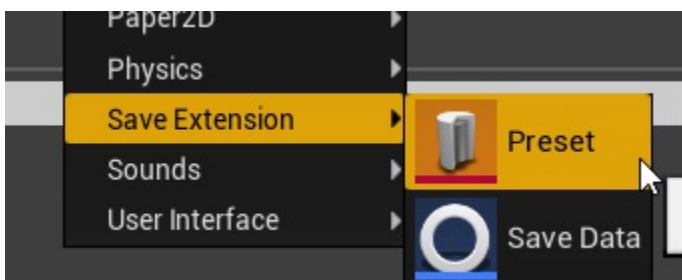 Paper2D
Physics
Save Extension
Sounds
User Interface
Preset
Save Data